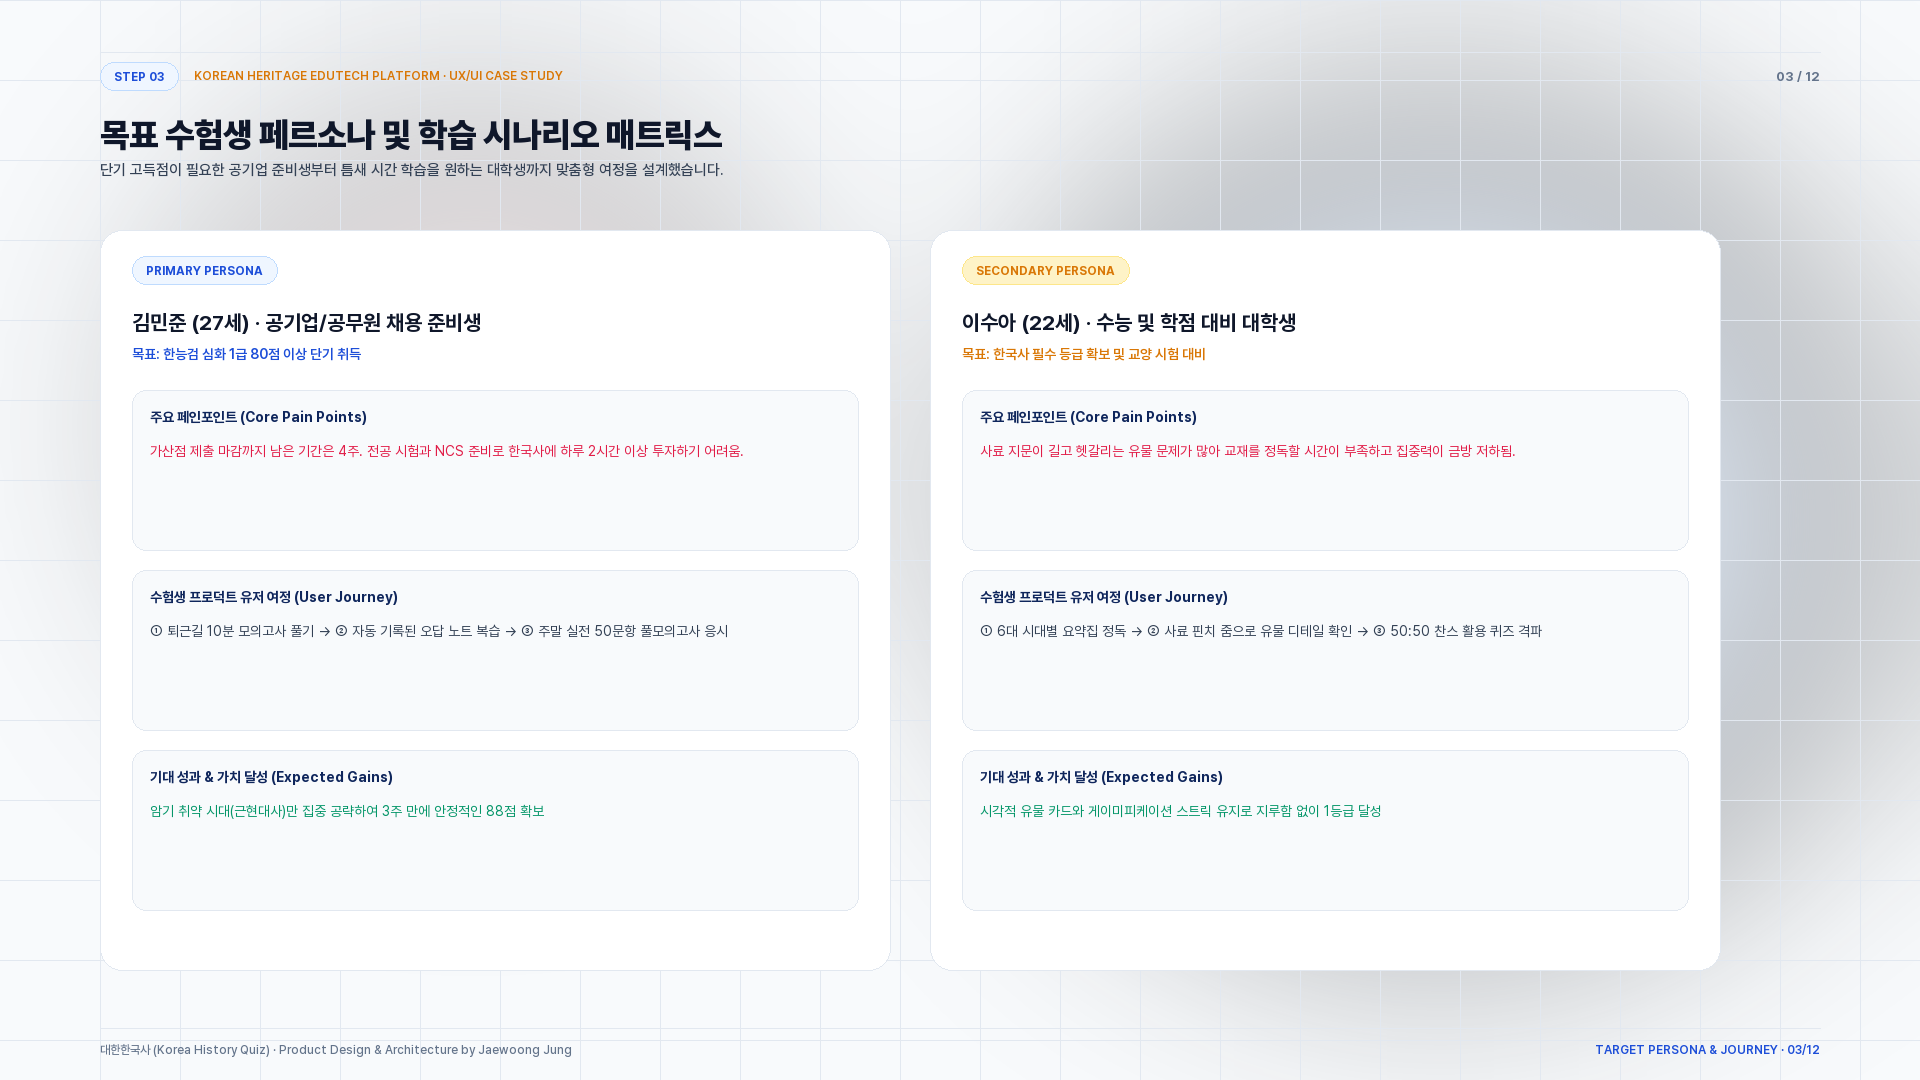 STEP 03
KOREAN HERITAGE EDUTECH PLATFORM · UX/UI CASE STUDY
03 / 12
목표 수험생 페르소나 및 학습 시나리오 매트릭스
단기 고득점이 필요한 공기업 준비생부터 틈새 시간 학습을 원하는 대학생까지 맞춤형 여정을 설계했습니다.
PRIMARY PERSONA
김민준 (27세) · 공기업/공무원 채용 준비생
목표: 한능검 심화 1급 80점 이상 단기 취득
주요 페인포인트 (Core Pain Points)
가산점 제출 마감까지 남은 기간은 4주. 전공 시험과 NCS 준비로 한국사에 하루 2시간 이상 투자하기 어려움.
수험생 프로덕트 유저 여정 (User Journey)
① 퇴근길 10분 모의고사 풀기 → ② 자동 기록된 오답 노트 복습 → ③ 주말 실전 50문항 풀모의고사 응시
기대 성과 & 가치 달성 (Expected Gains)
암기 취약 시대(근현대사)만 집중 공략하여 3주 만에 안정적인 88점 확보
SECONDARY PERSONA
이수아 (22세) · 수능 및 학점 대비 대학생
목표: 한국사 필수 등급 확보 및 교양 시험 대비
주요 페인포인트 (Core Pain Points)
사료 지문이 길고 헷갈리는 유물 문제가 많아 교재를 정독할 시간이 부족하고 집중력이 금방 저하됨.
수험생 프로덕트 유저 여정 (User Journey)
① 6대 시대별 요약집 정독 → ② 사료 핀치 줌으로 유물 디테일 확인 → ③ 50:50 찬스 활용 퀴즈 격파
기대 성과 & 가치 달성 (Expected Gains)
시각적 유물 카드와 게이미피케이션 스트릭 유지로 지루함 없이 1등급 달성
대한한국사 (Korea History Quiz) · Product Design & Architecture by Jaewoong Jung
TARGET PERSONA & JOURNEY · 03/12